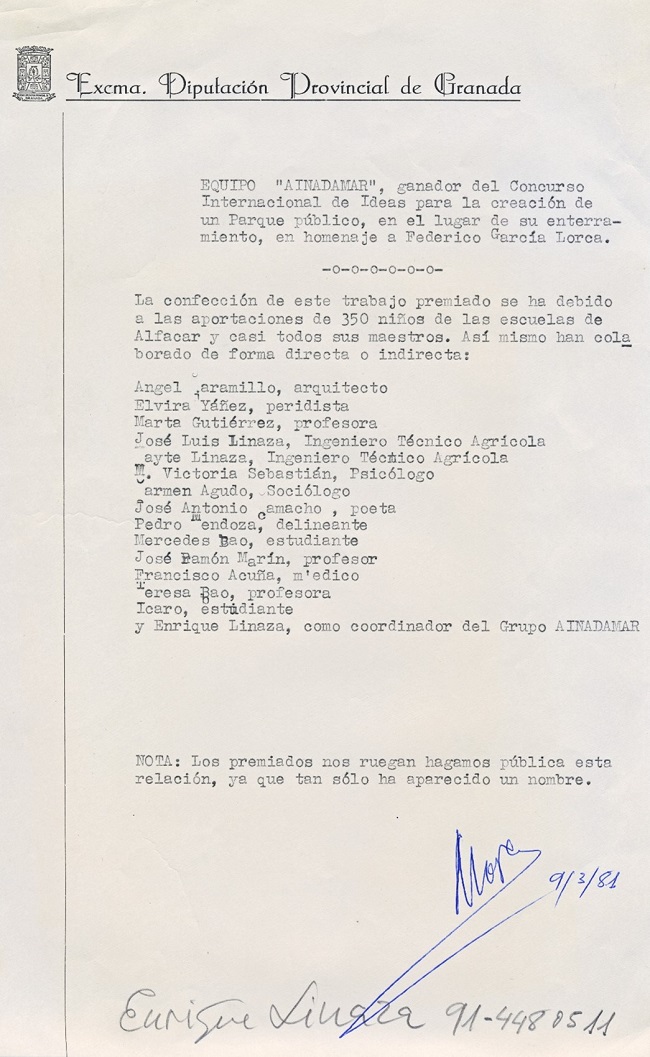 Excma. Diputación Provincial de Granada
EQUIPO "AINADAMAR", ganador del Concurso
Internacional de Ideas para la creación de
un Parque público, en el lugar de su enterra-
miento, en homenaje a Federico García Lorca.
-o-o-o-o-o-o-
La confección de este trabajo premiado se ha debido
a las aportaciones de 350 niños de las escuelas de
Alfacar y casi todos sus maestros. Así mismo han cola
borado de forma directa o indirecta:
Angel Jaramillo, arquitecto
Elvira Yáñez, peridista
Marta Gutiérrez, profesora
José Luis Linaza, Ingeniero Técnico Agricola
ayte Linaza, Ingeniero Técnico Agrícola
M. Victoria Sebastián, Psicólogo
Carmen Agudo, Sociólogo
José Antonio Camacho , poeta
Pedro Mendoza, delineante
Mercedes Bao, estudiante
José Ramón Marín, profesor
Francisco Acuña, m'edico
Teresa Bao, profesora
Icaro, estúdiante
y Enrique Linaza, como coordinador del Grupo AINADAMAR
NOTA: Los premiados nos ruegan hagamos pública esta
relación, ya que tan sólo ha aparecido un nombre.
9/3/81
Enrique Linaza 91-4480511